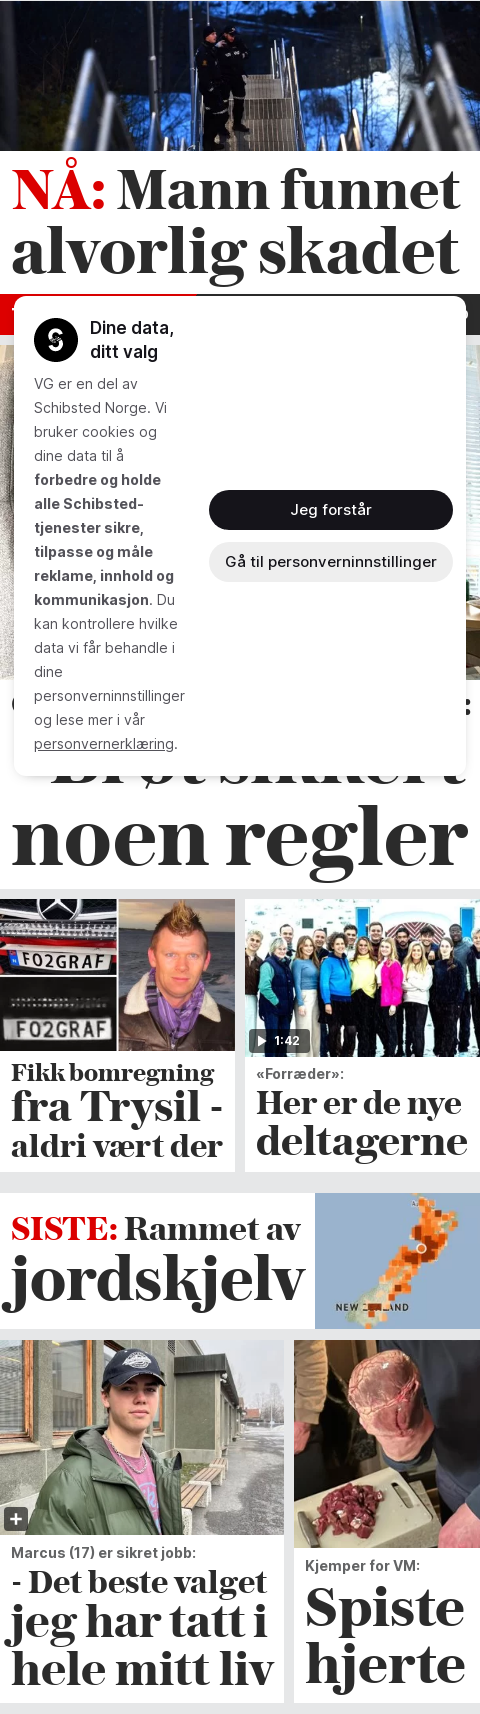 NÅ: Mann funnet
alvorlig skadet
Dine data,
ditt valg
VG er en del av
Schibsted Norge. Vi
bruker cookies og
dine data til å
forbedre og holde
alle Schibsted-
tjenester sikre,
tilpasse og måle
reklame, innhold og
kommunikasjon. Du
kan kontrollere hvilke
data vi får behandle i
dine
personverninnstillinger
og lese mer i vår
personvernerklæring.
Jeg forstår
Gå til personverninnstillinger
noen regler
FO2GRAF
FO2GRAF
Fikk bomregning
fra Trysil -
aldri vært der
1:42
«Forræder»:
Her er de nye
deltagerne
SISTE: Rammet av
jordskjelv
NEW ZEALAND
Marcus (17) er sikret jobb:
- Det beste valget
jeg har tatt i
hele mitt liv
Kjemper for VM:
Spiste
hjerte